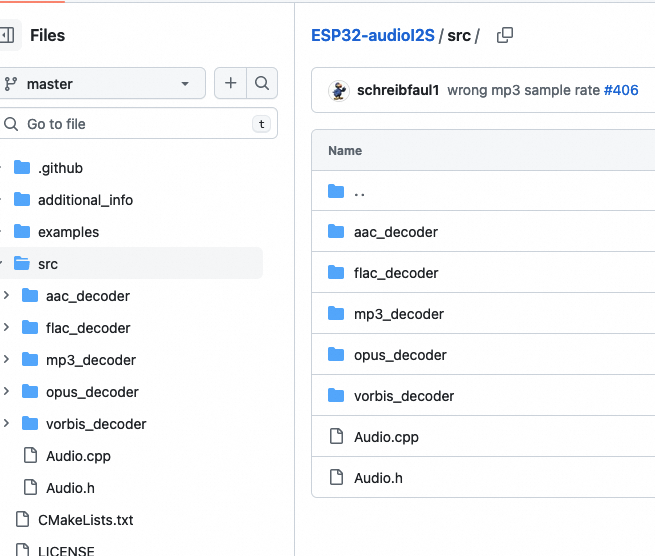 Files
master
Go to file
t
.github
additional_info
examples
src
aac_decoder
flac_decoder
mp3_decoder
opus_decoder
vorbis_decoder
Audio.cpp
Audio.h
CMakeLists.txt
LICENSE
ESP32-audioI2S / src /
schreibfaul1 wrong mp3 sample rate #406
Name
..
aac_decoder
flac_decoder
mp3_decoder
opus_decoder
vorbis_decoder
Audio.cpp
Audio.h